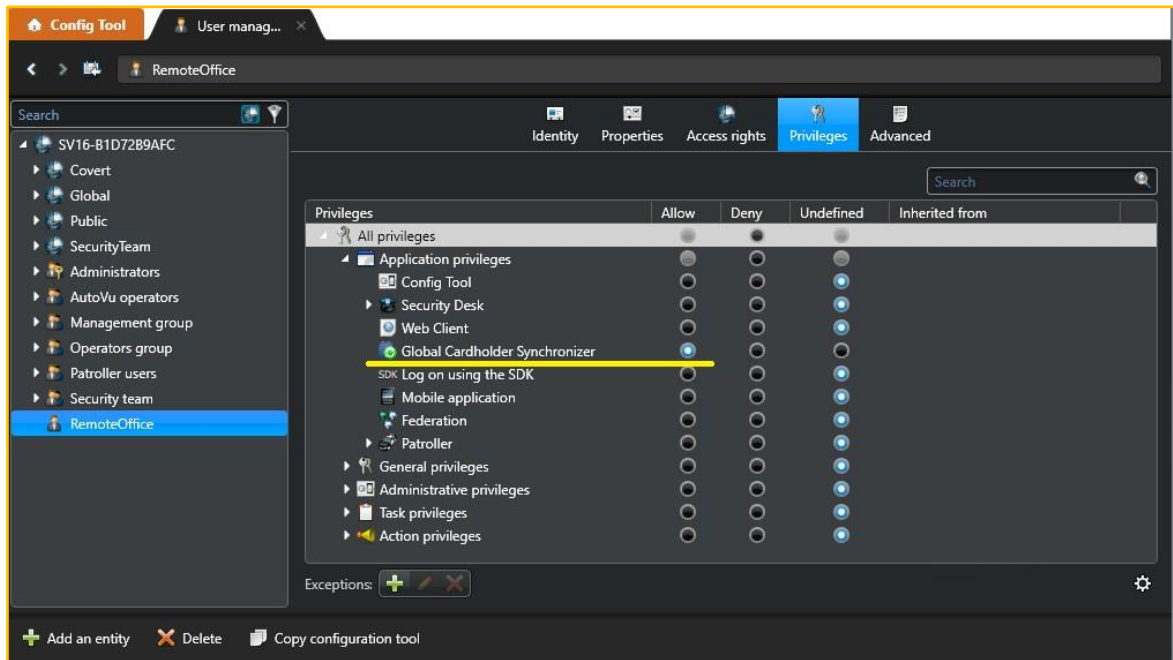 Config Tool
User manag...
RemoteOffice
Search
SV16-B1D72B9AFC
Covert
Global
Public
SecurityTeam
Administrators
AutoVu operators
Management group
Operators group
Patroller users
Security team
RemoteOffice
Identity Properties Access rights Privileges Advanced
Search
Privileges Allow Deny Undefined Inherited from
All privileges
Application privileges
Config Tool
Security Desk
Web Client
Global Cardholder Synchronizer
SDK Log on using the SDK
Mobile application
Federation
Patroller
General privileges
Administrative privileges
Task privileges
Action privileges
Exceptions:
Add an entity Delete Copy configuration tool